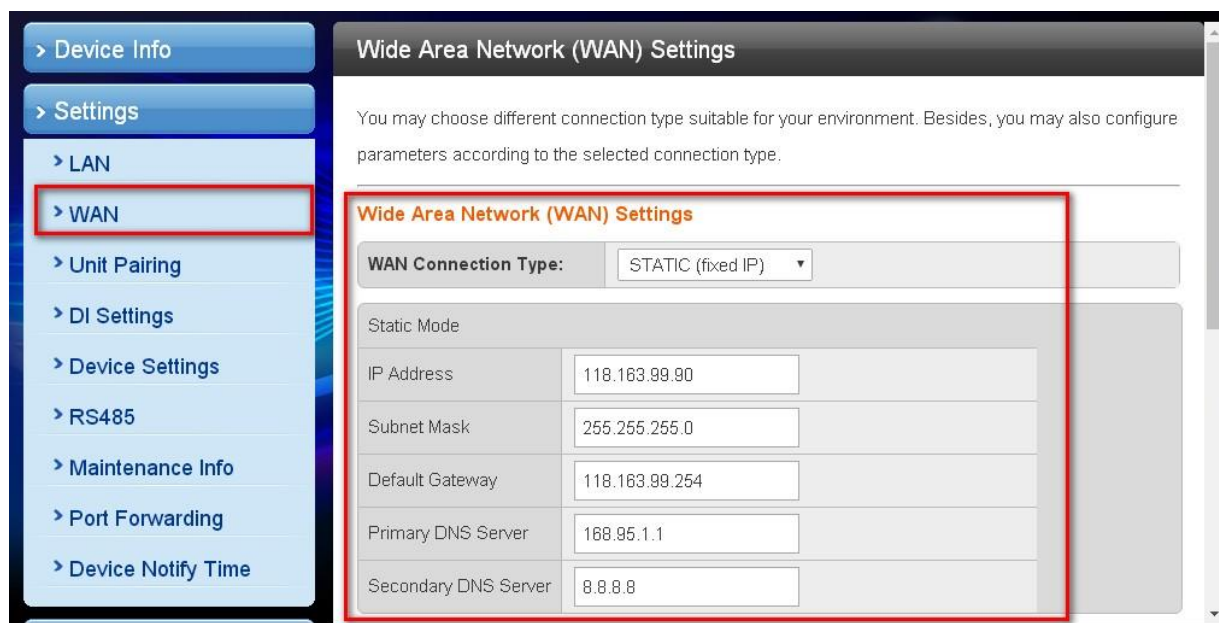 > Device Info
> Settings
> LAN
> WAN
> Unit Pairing
> DI Settings
> Device Settings
> RS485
> Maintenance Info
> Port Forwarding
> Device Notify Time
Wide Area Network (WAN) Settings
You may choose different connection type suitable for your environment. Besides, you may also configure
parameters according to the selected connection type.
Wide Area Network (WAN) Settings
WAN Connection Type: STATIC (fixed IP)
Static Mode
IP Address 118.163.99.90
Subnet Mask 255.255.255.0
Default Gateway 118.163.99.254
Primary DNS Server 168.95.1.1
Secondary DNS Server 8.8.8.8